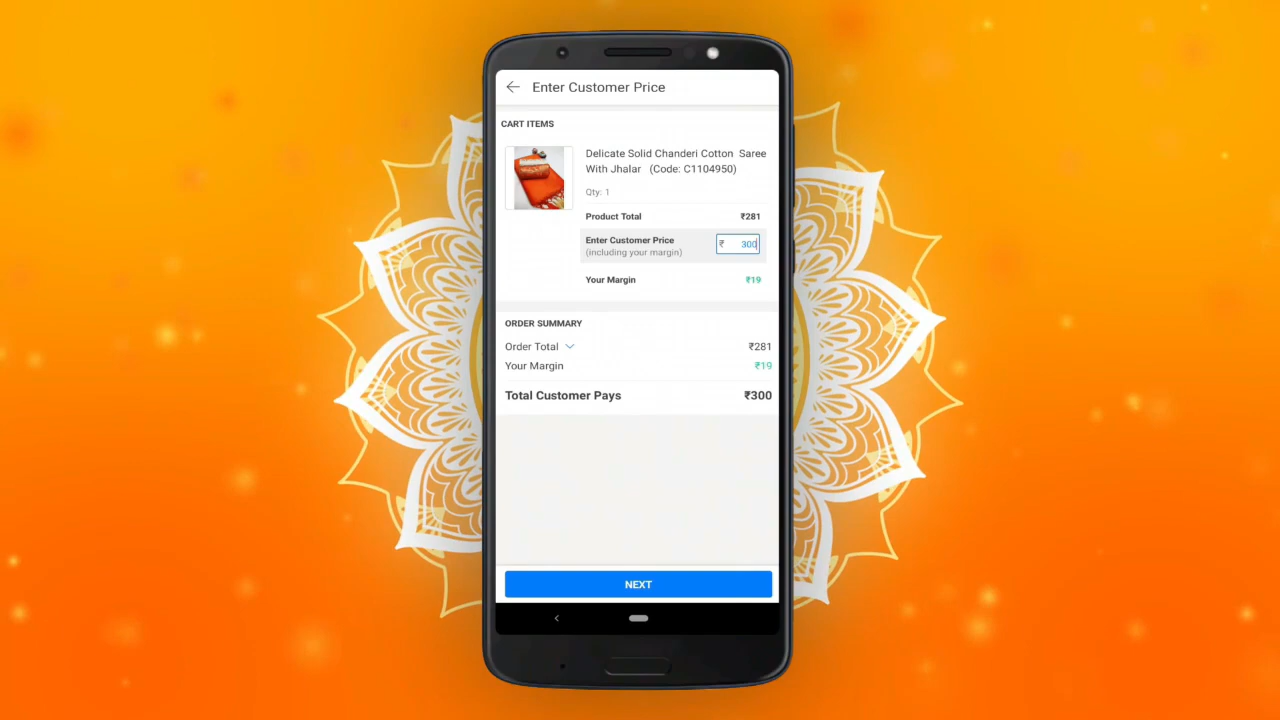 Enter Customer Price
CART ITEMS
Delicate Solid Chanderi Cotton Saree
With Jhalar (Code: C1104950)
Qty: 1
Product Total ₹281
Enter Customer Price ₹ 300
(including your margin)
Your Margin ₹19
ORDER SUMMARY
Order Total ₹281
Your Margin ₹19
Total Customer Pays ₹300
NEXT